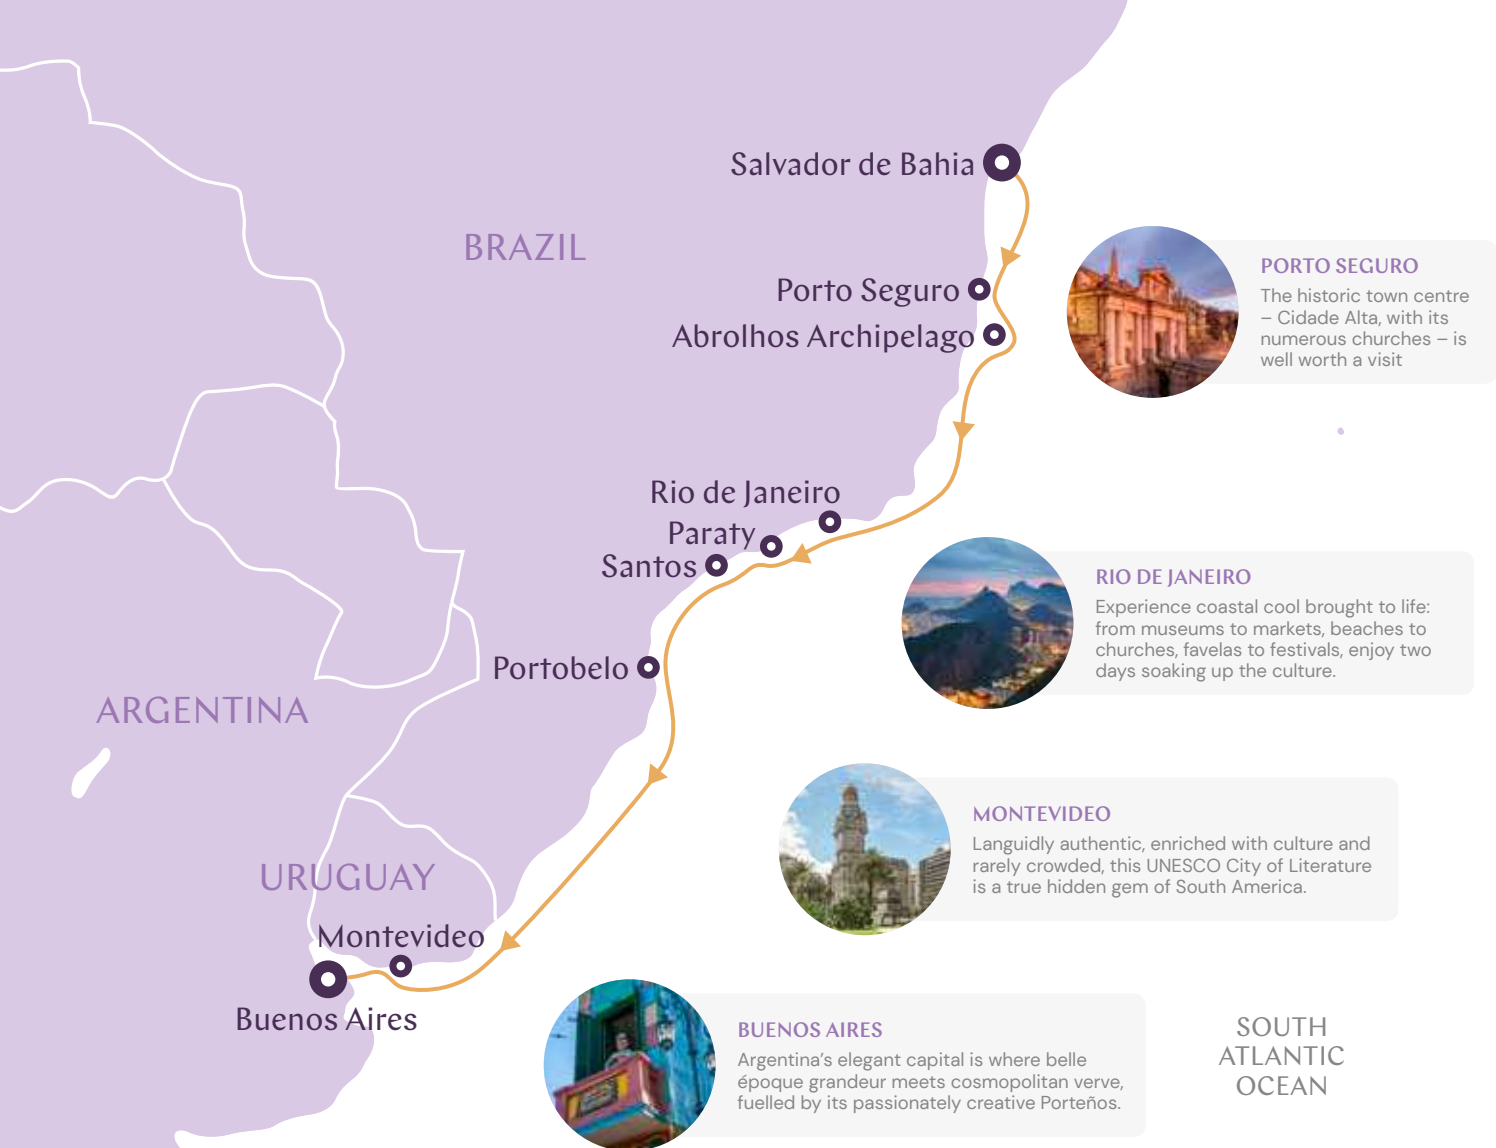 Salvador de Bahia
BRAZIL
Porto Seguro
Abrolhos Archipelago
PORTO SEGURO
The historic town centre
– Cidade Alta, with its
numerous churches – is
well worth a visit
Rio de Janeiro
Paraty
Santos
RIO DE JANEIRO
Experience coastal cool brought to life:
from museums to markets, beaches to
churches, favelas to festivals, enjoy two
days soaking up the culture.
Portobelo
ARGENTINA
MONTEVIDEO
Languidly authentic, enriched with culture and
rarely crowded, this UNESCO City of Literature
is a true hidden gem of South America.
URUGUAY
Montevideo
Buenos Aires
BUENOS AIRES
Argentina’s elegant capital is where belle
époque grandeur meets cosmopolitan verve,
fuelled by its passionately creative Porteños.
SOUTH
ATLANTIC
OCEAN